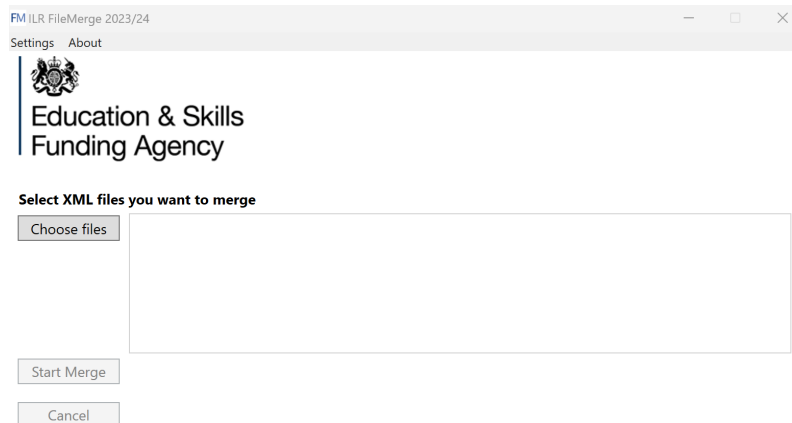 FM ILR FileMerge 2023/24
Settings About
Education & Skills
Funding Agency
Select XML files you want to merge
Choose files
Start Merge
Cancel